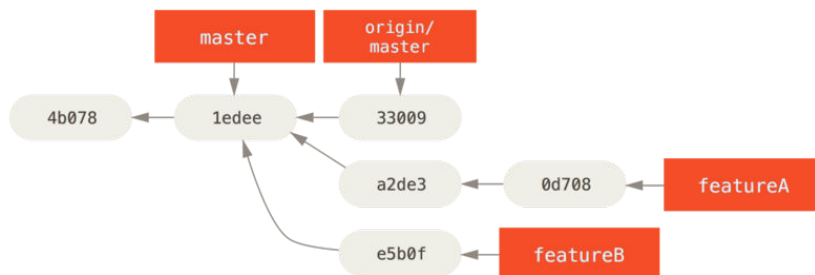 master
origin/
master
4b078
1edee
33009
a2de3
0d708
featureA
e5b0f
featureB